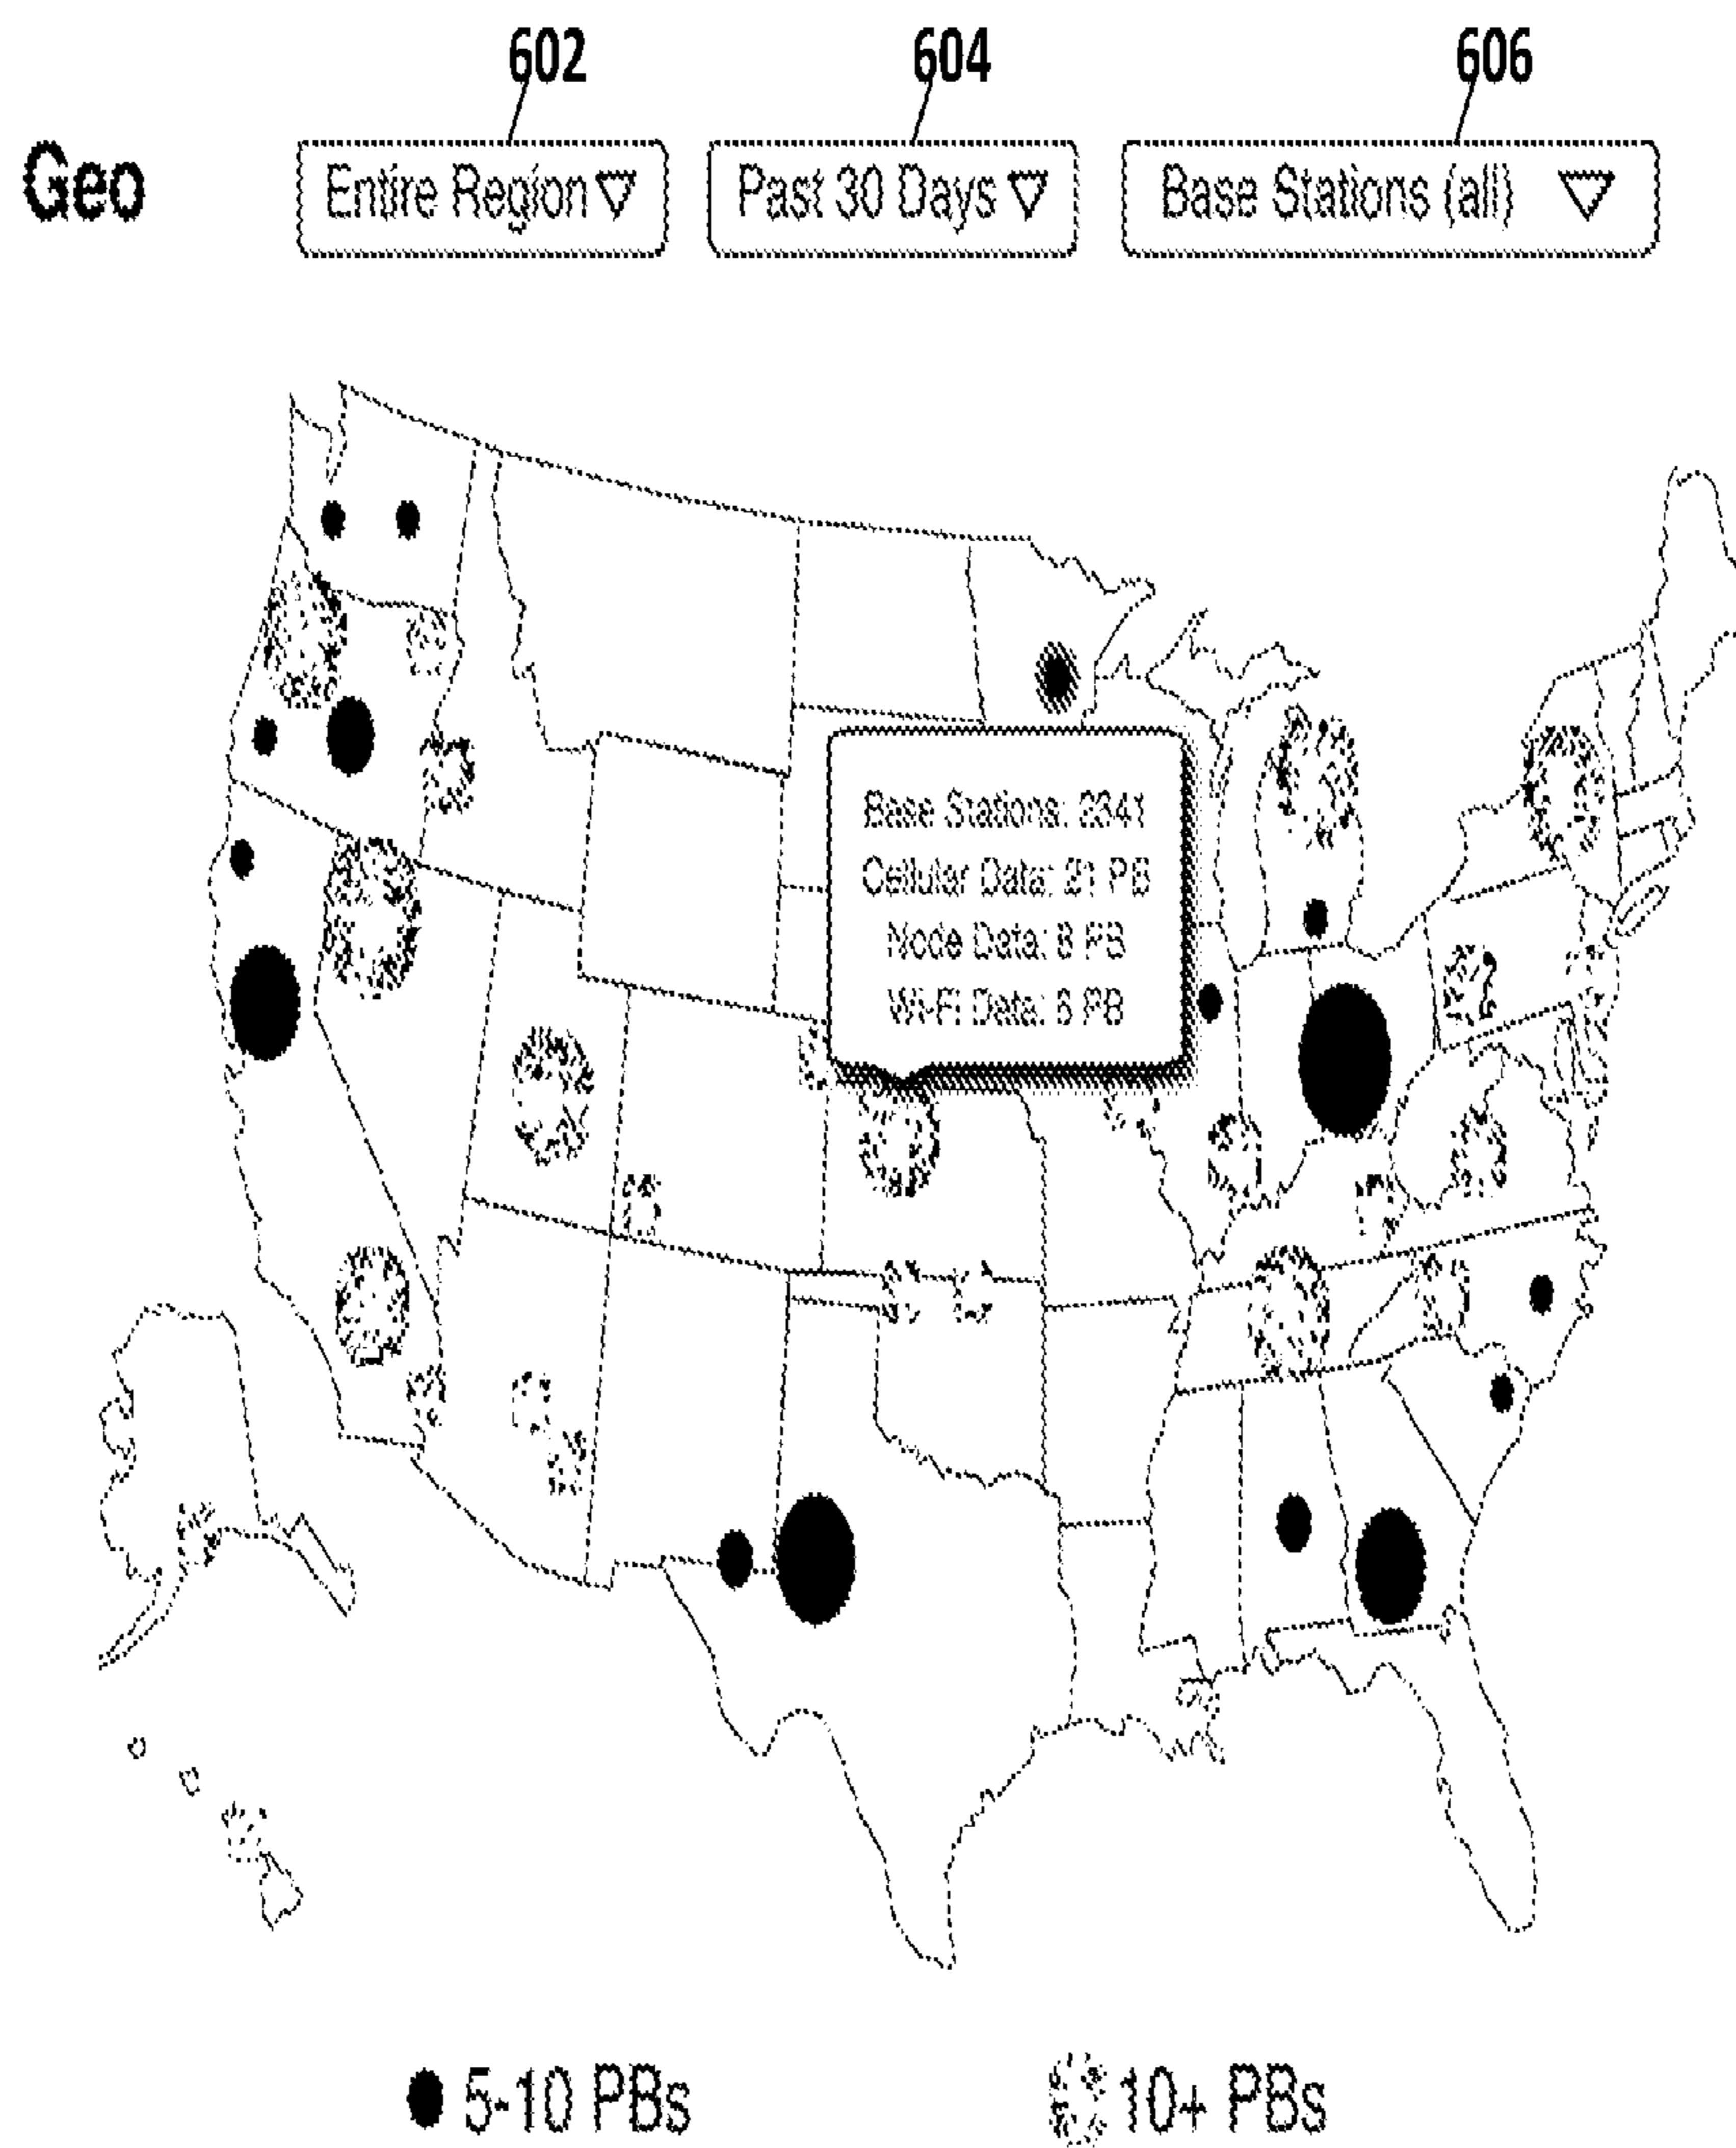 602 604 606
Geo Entire Region Past 30 Days Base Stations (all)
Base Stations: 2341
Cellular Data: 21 PB
Node Data: 8 PB
Wi-Fi Data: 6 PB
5-10 PBs 10+ PBs